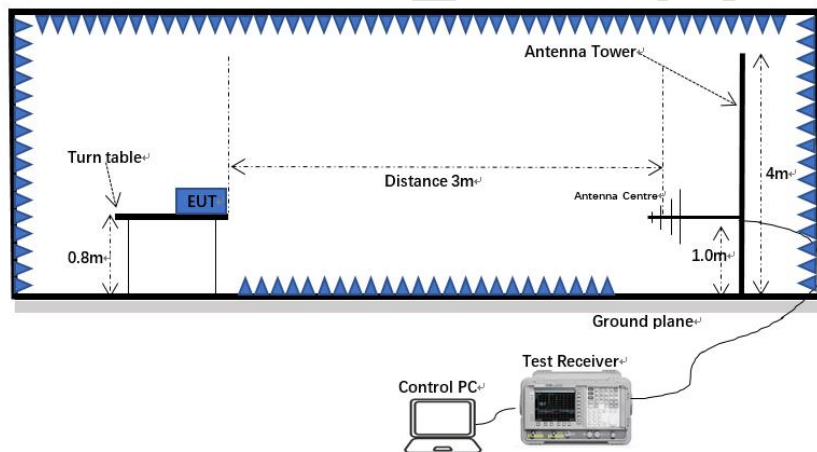 Antenna Tower
Turn table
Distance 3m
4m
EUT
Antenna Centre
0.8m
1.0m
Ground plane
Test Receiver
Control PC